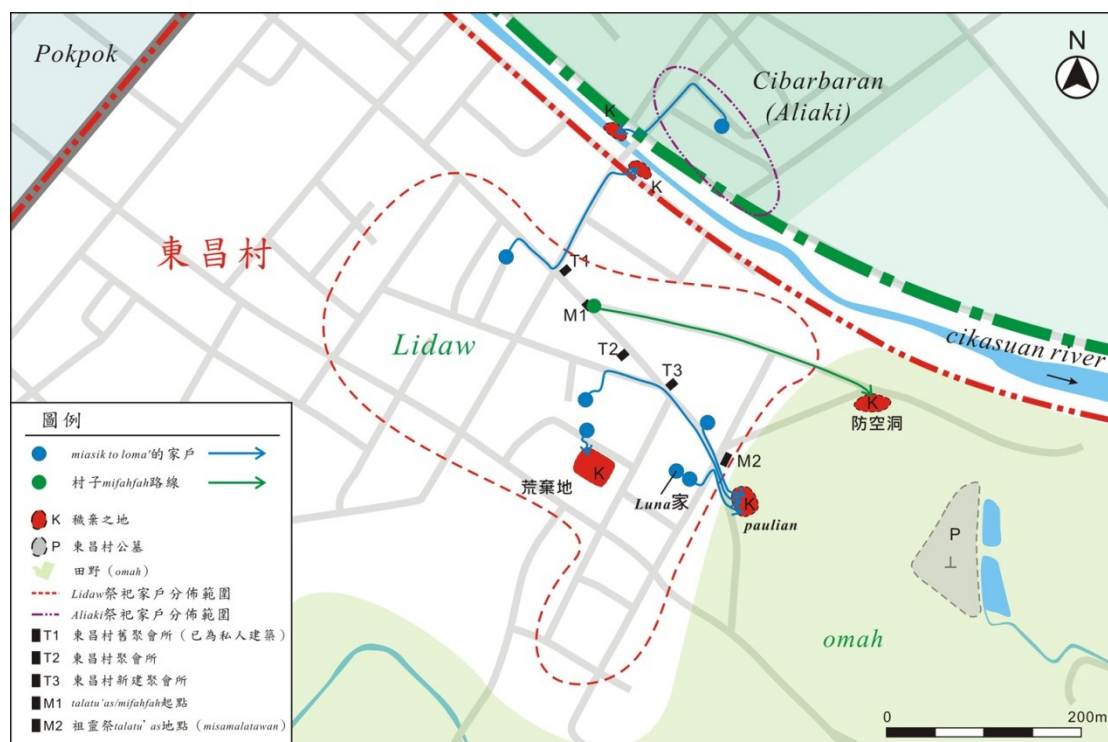 Pokpok
N
Cibarbaran
(Aliaki)
K
K
東昌村
T1
M1
Lidaw
T2
T3
cikasuan river
K
防空洞
M2
K
荒棄地
Luna家
K
paulian
P
⊥
omah
0 200m
圖例
miasik to loma'的家戶
村子mifahfah路線
K 穢棄之地
P 東昌村公墓
田野(omah)
Lidaw祭祀家戶分佈範圍
Aliaki祭祀家戶分佈範圍
T1 東昌村舊聚會所(已為私人建築)
T2 東昌村聚會所
T3 東昌村新建聚會所
M1 talatu'as/mifahfah起點
M2 祖靈祭talatu'as地點(misamalatawan)